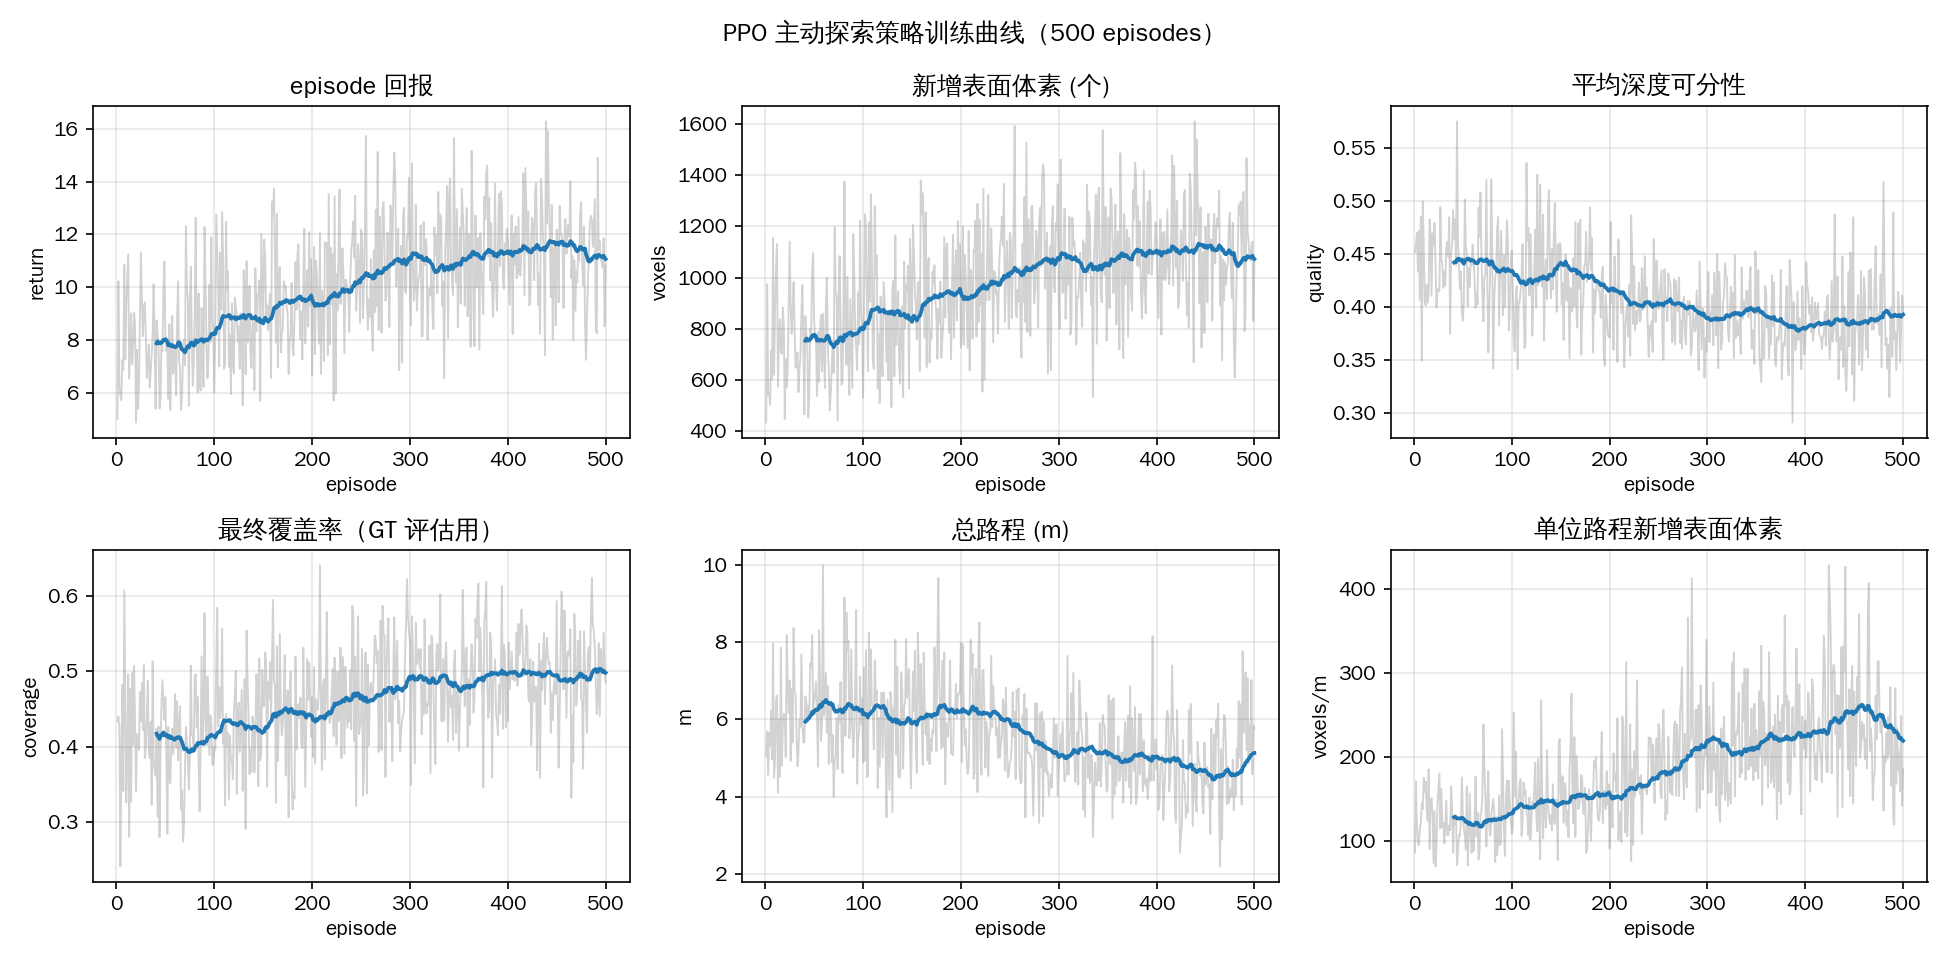 PPO 主动探索策略训练曲线（500 episodes）
episode 回报
return
16
14
12
10
8
6
0 100 200 300 400 500
episode
新增表面体素 (个)
voxels
1600
1400
1200
1000
800
600
400
0 100 200 300 400 500
episode
平均深度可分性
quality
0.55
0.50
0.45
0.40
0.35
0.30
0 100 200 300 400 500
episode
最终覆盖率（GT 评估用）
coverage
0.6
0.5
0.4
0.3
0 100 200 300 400 500
episode
总路程 (m)
m
10
8
6
4
2
0 100 200 300 400 500
episode
单位路程新增表面体素
voxels/m
400
300
200
100
0 100 200 300 400 500
episode